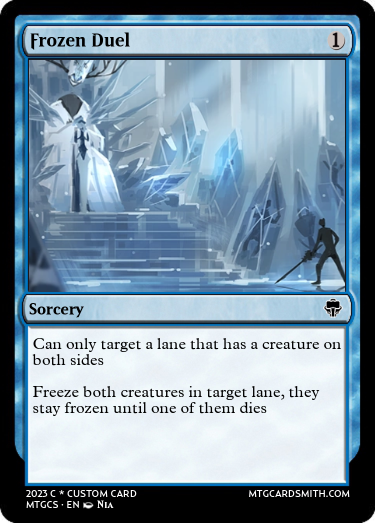 Frozen Duel
1
Sorcery
Can only target a lane that has a creature on
both sides
Freeze both creatures in target lane, they
stay frozen until one of them dies
2023 C * CUSTOM CARD
MTGCARDSMITH.COM
MTGCS · EN Nia